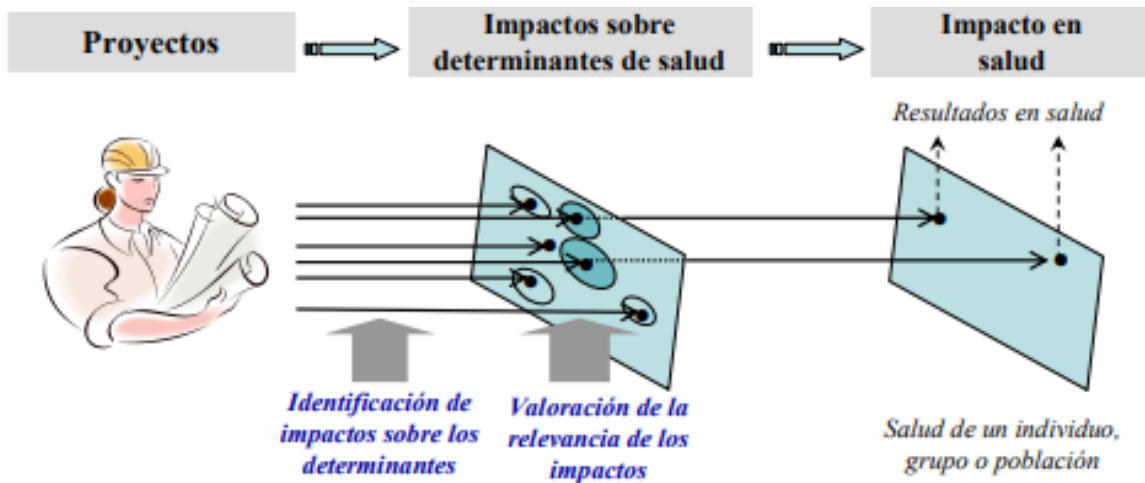 Proyectos
Impactos sobre
determinantes de salud
Impacto en
salud
Resultados en salud
Identificación de
impactos sobre los
determinantes
Valoración de la
relevancia de los
impactos
Salud de un individuo,
grupo o población